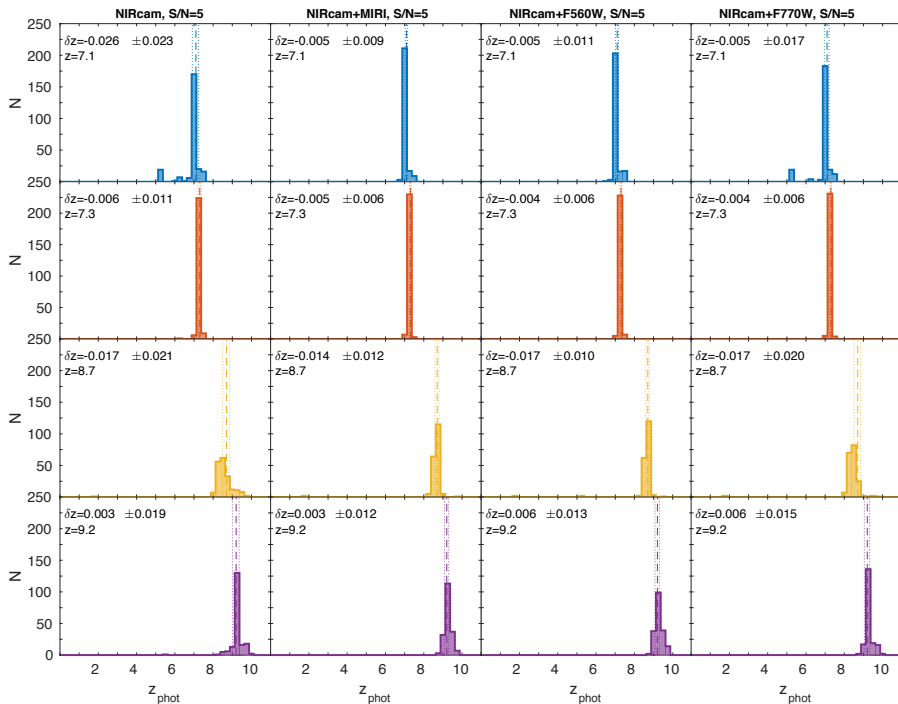 NIRcam, S/N=5 NIRcam+MIRI, S/N=5 NIRcam+F560W, S/N=5 NIRcam+F770W, S/N=5
250
δz=-0.026 ±0.023 δz=-0.005 ±0.009 δz=-0.005 ±0.011 δz=-0.005 ±0.017
z=7.1 z=7.1 z=7.1 z=7.1
200
150
N
100
50
250
δz=-0.006 ±0.011 δz=-0.005 ±0.006 δz=-0.004 ±0.006 δz=-0.004 ±0.006
z=7.3 z=7.3 z=7.3 z=7.3
200
150
N
100
50
250
δz=-0.017 ±0.021 δz=-0.014 ±0.012 δz=-0.017 ±0.010 δz=-0.017 ±0.020
z=8.7 z=8.7 z=8.7 z=8.7
200
150
N
100
50
250
δz=0.003 ±0.019 δz=0.003 ±0.012 δz=0.006 ±0.013 δz=0.006 ±0.015
z=9.2 z=9.2 z=9.2 z=9.2
200
150
N
100
50
0
2 4 6 8 10 2 4 6 8 10 2 4 6 8 10 2 4 6 8 10
z_phot z_phot z_phot z_phot